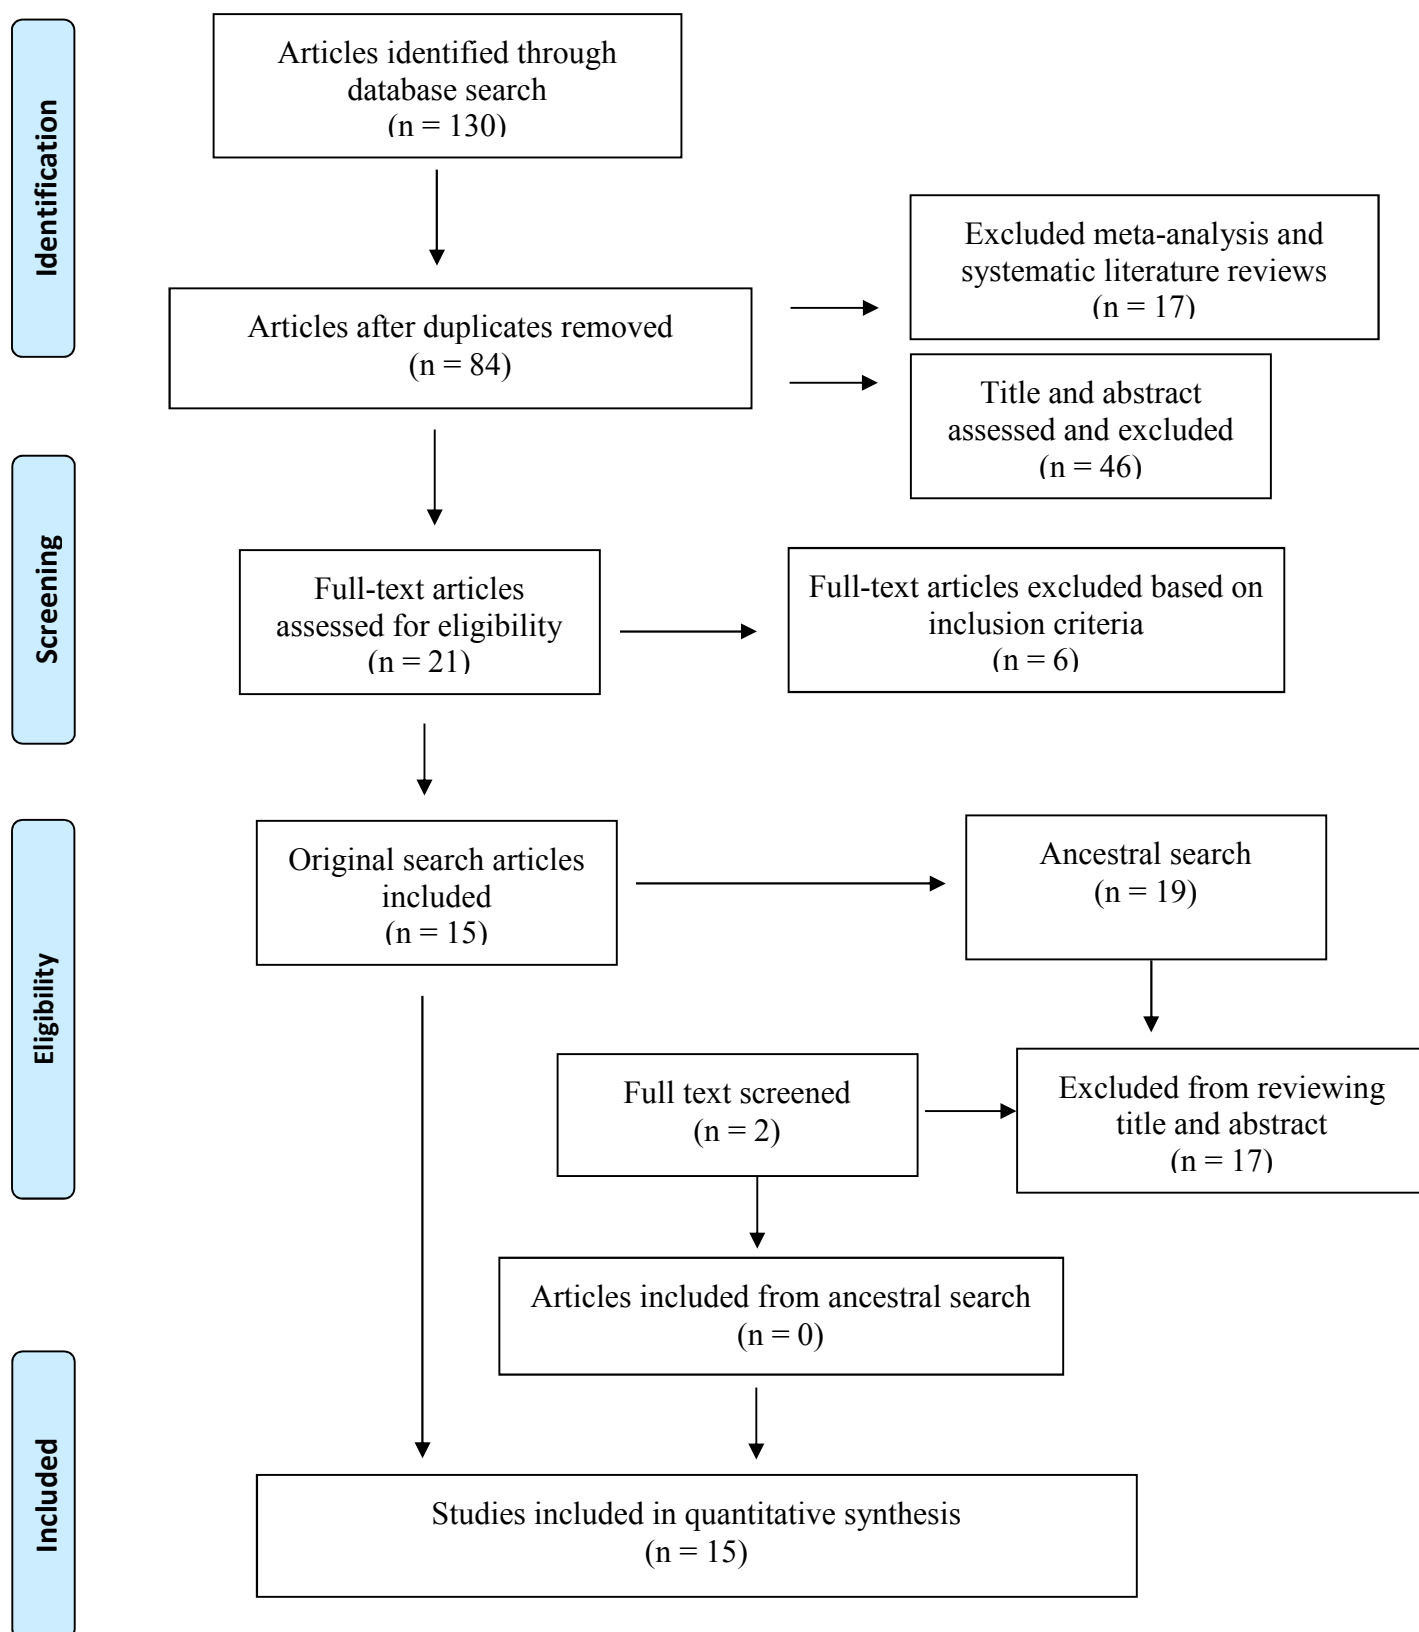 Identification
Articles identified through
database search
(n = 130)
Articles after duplicates removed
(n = 84)
Excluded meta-analysis and
systematic literature reviews
(n = 17)
Title and abstract
assessed and excluded
(n = 46)
Screening
Full-text articles
assessed for eligibility
(n = 21)
Full-text articles excluded based on
inclusion criteria
(n = 6)
Eligibility
Original search articles
included
(n = 15)
Ancestral search
(n = 19)
Full text screened
(n = 2)
Excluded from reviewing
title and abstract
(n = 17)
Articles included from ancestral search
(n = 0)
Included
Studies included in quantitative synthesis
(n = 15)